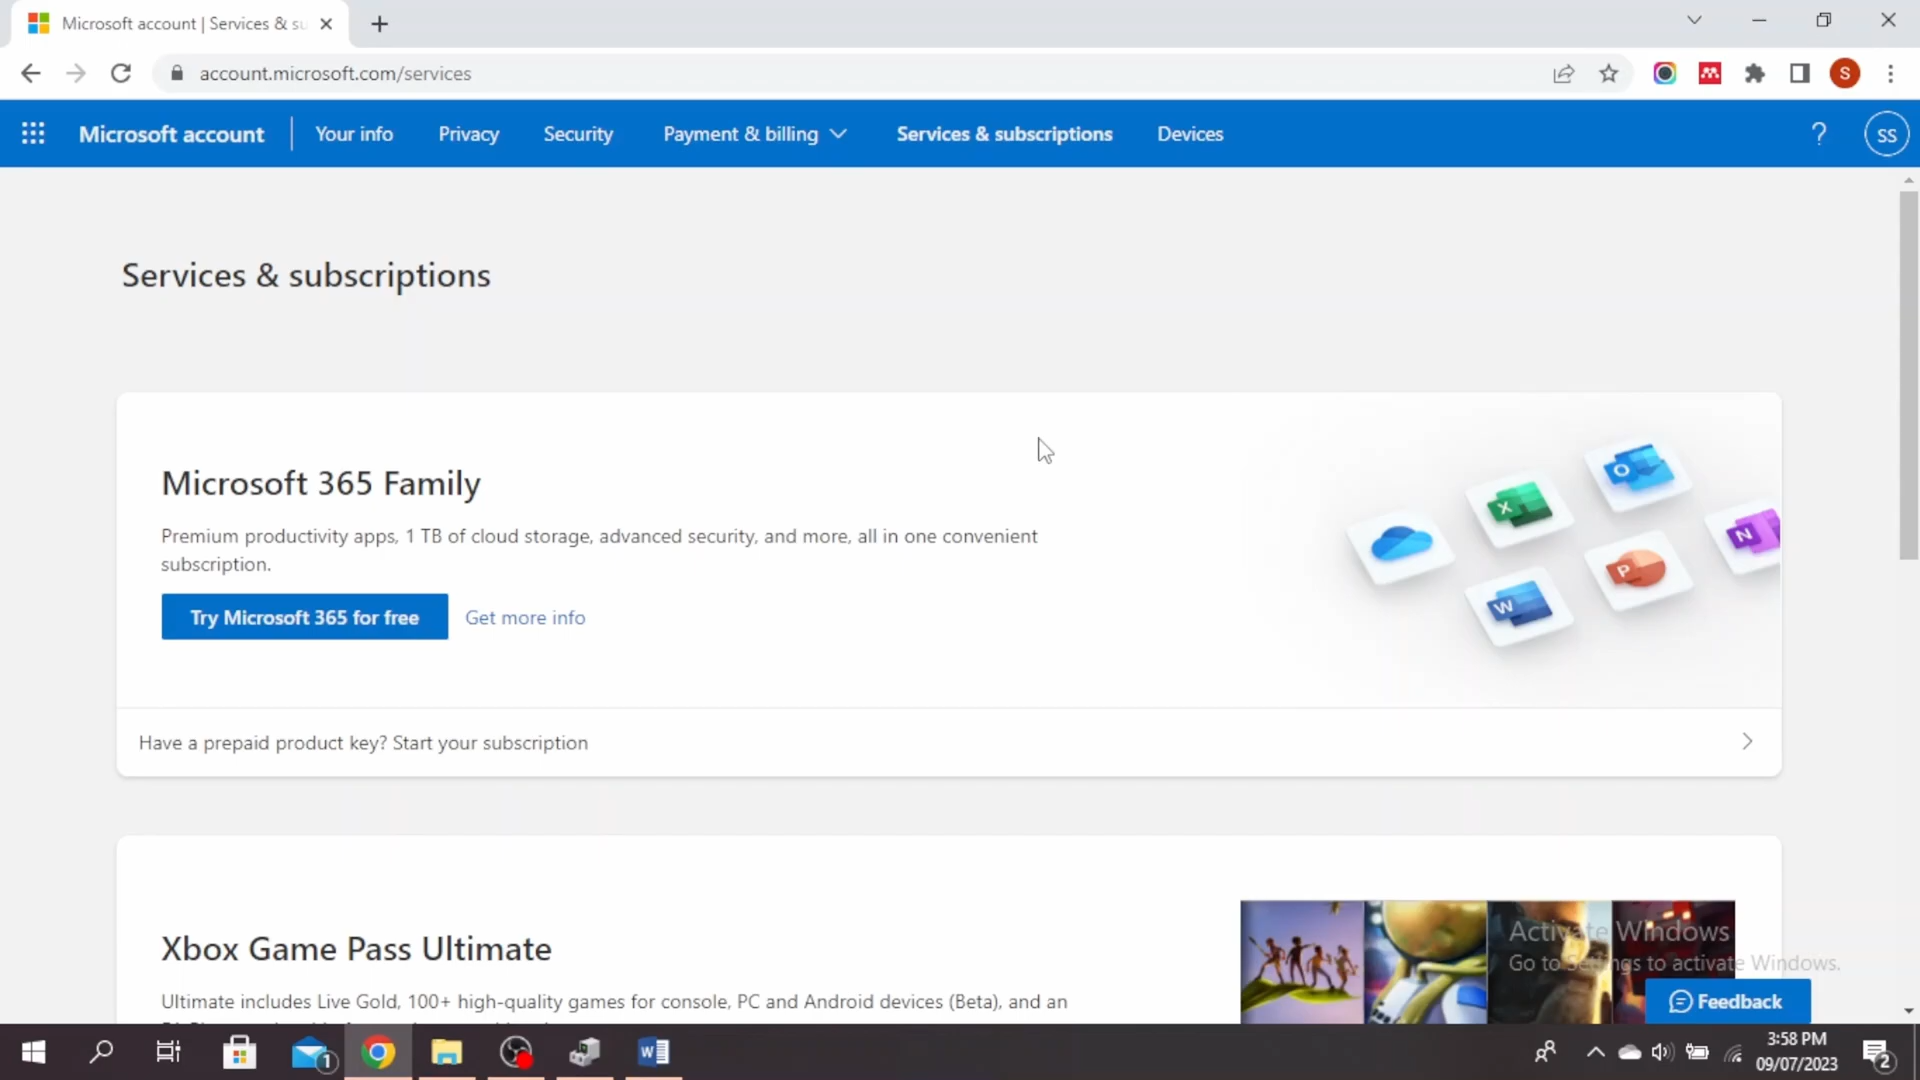 Microsoft account | Services & su
account.microsoft.com/services
S
Microsoft account
Your info
Privacy
Security
Payment & billing
Services & subscriptions
Devices
?
SS
Services & subscriptions
Microsoft 365 Family
Premium productivity apps, 1 TB of cloud storage, advanced security, and more, all in one convenient
subscription.
Try Microsoft 365 for free
Get more info
X
O
N
P
W
Have a prepaid product key? Start your subscription
Xbox Game Pass Ultimate
Ultimate includes Live Gold, 100+ high-quality games for console, PC and Android devices (Beta), and an
Activate Windows
Go to Settings to activate Windows.
Feedback
1
W
3:58 PM
09/07/2023
2